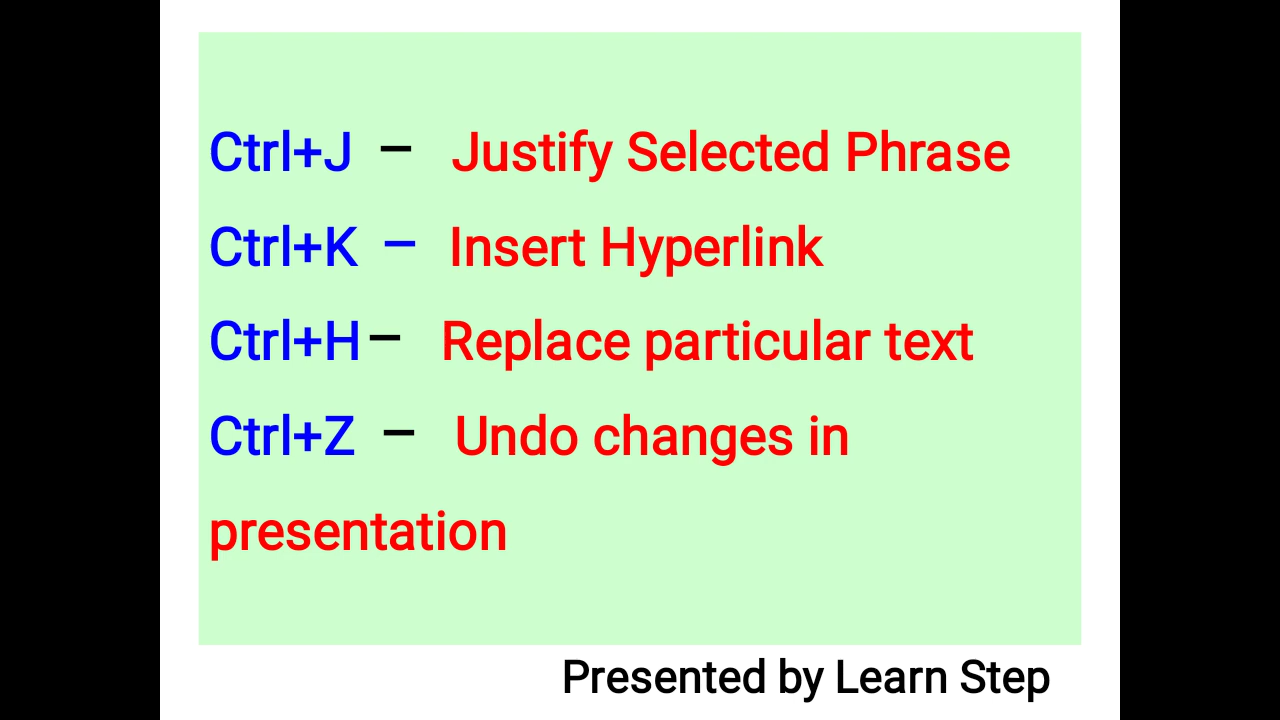 Ctrl+J – Justify Selected Phrase
Ctrl+K – Insert Hyperlink
Ctrl+H – Replace particular text
Ctrl+Z – Undo changes in
presentation
Presented by Learn Step